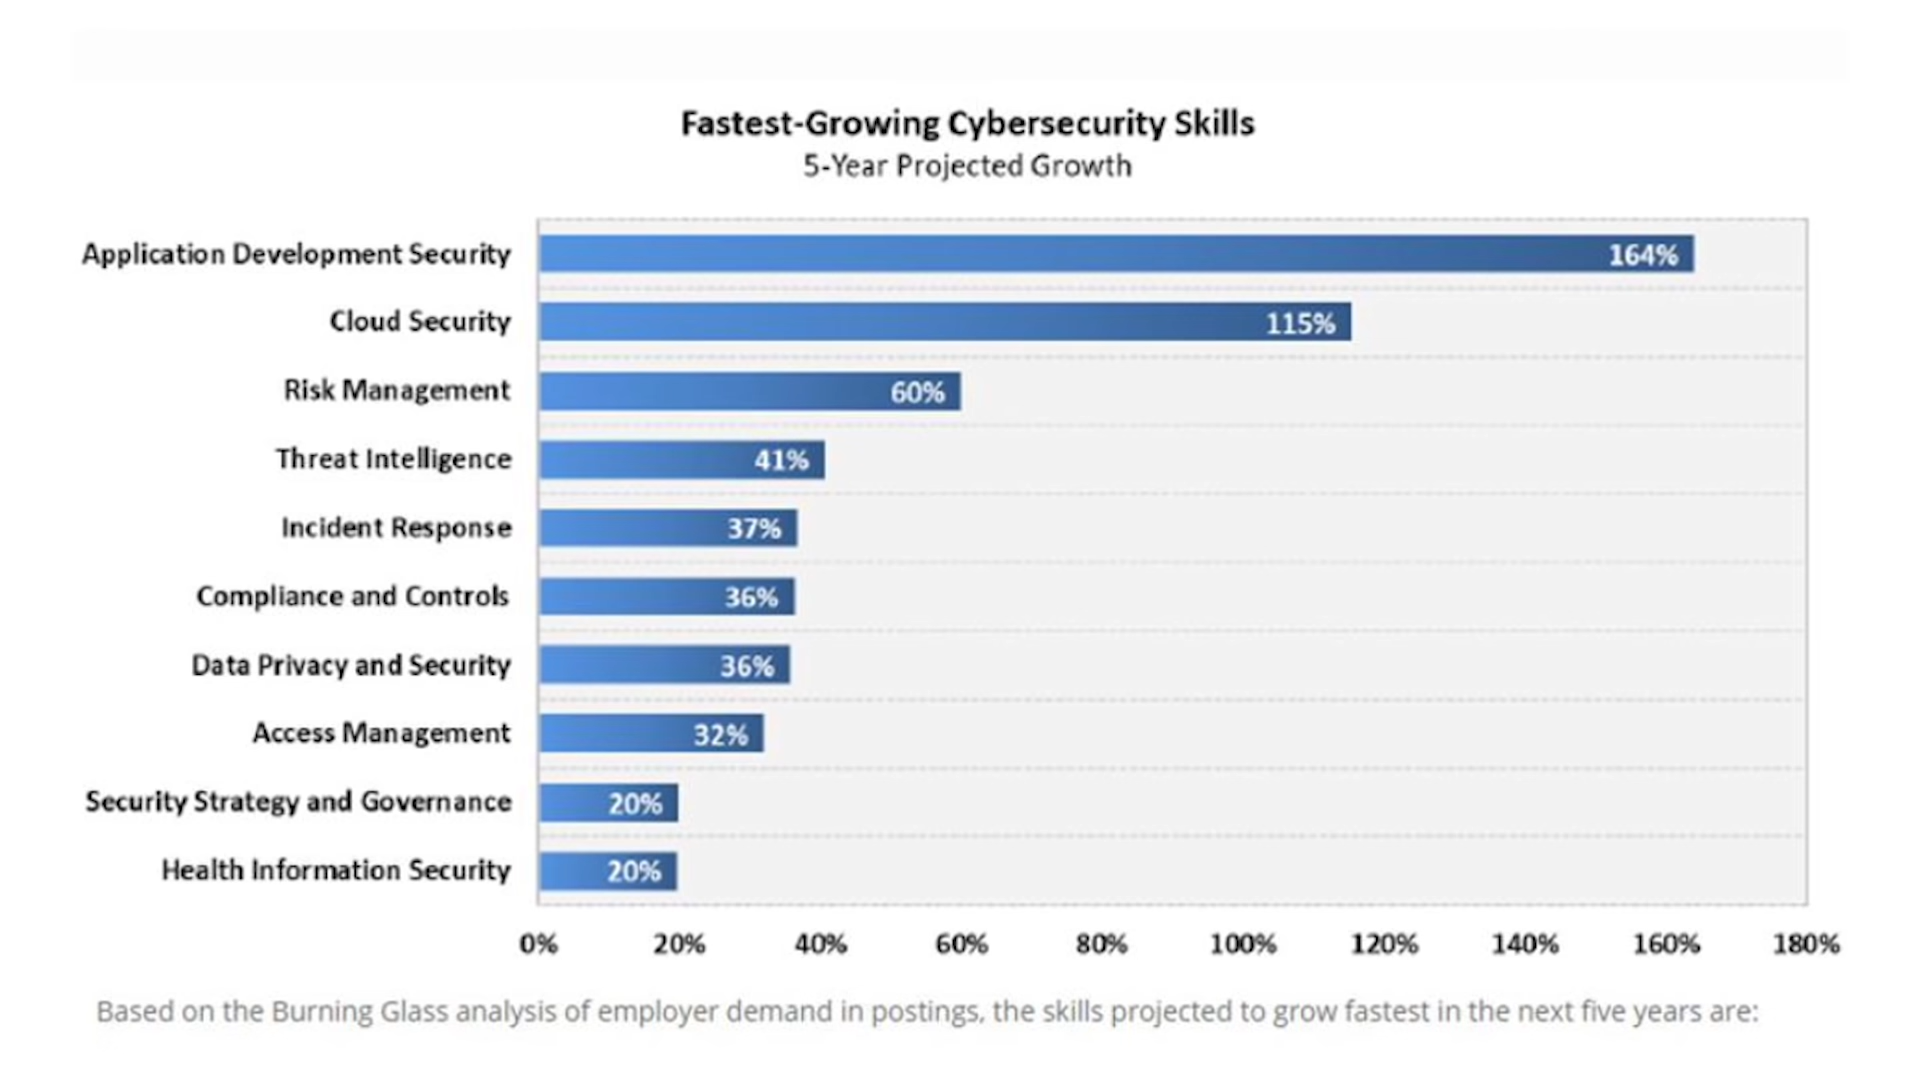 Fastest-Growing Cybersecurity Skills
5-Year Projected Growth
Application Development Security 164%
Cloud Security 115%
Risk Management 60%
Threat Intelligence 41%
Incident Response 37%
Compliance and Controls 36%
Data Privacy and Security 36%
Access Management 32%
Security Strategy and Governance 20%
Health Information Security 20%
0% 20% 40% 60% 80% 100% 120% 140% 160% 180%
Based on the Burning Glass analysis of employer demand in postings, the skills projected to grow fastest in the next five years are: